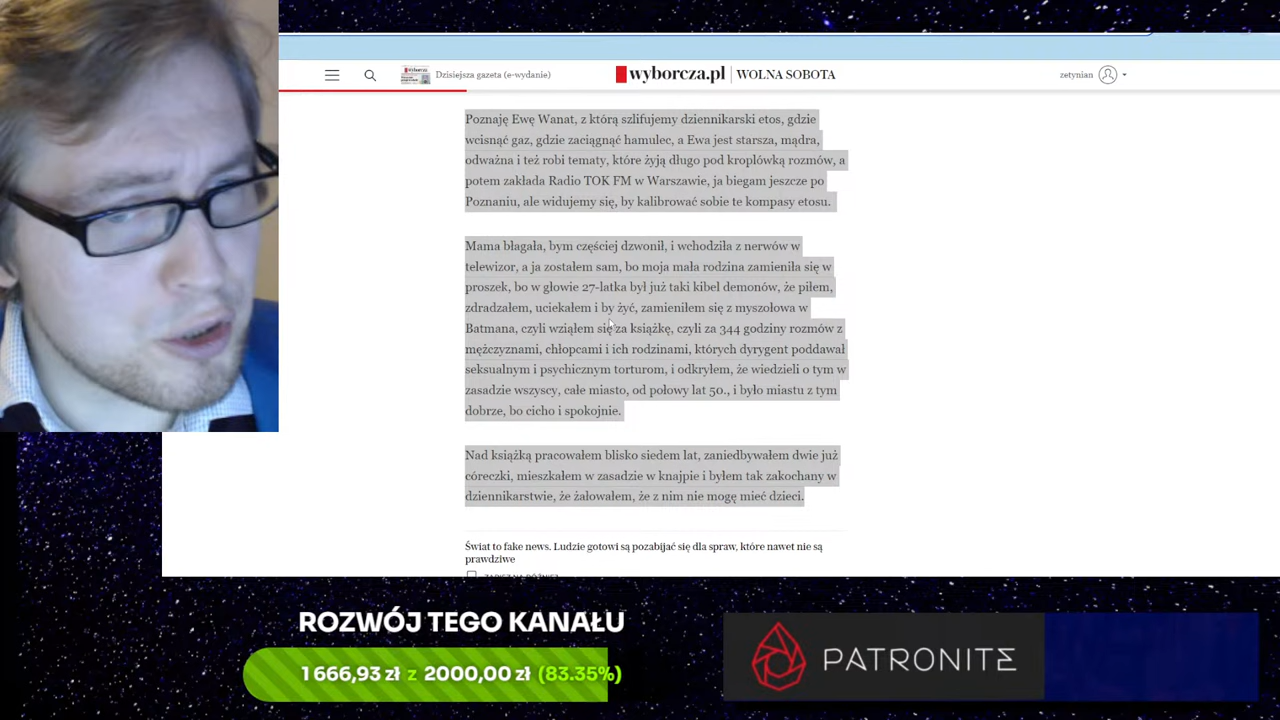 Dzisiejsza gazeta (e-wydanie)
wyborcza.pl | WOLNA SOBOTA
zetynian
Poznaję Ewę Wanat, z którą szlifujemy dziennikarski etos, gdzie
wcisnąć gaz, gdzie zaciągnąć hamulec, a Ewa jest starsza, mądra,
odważna i też robi tematy, które żyją długo pod kroplówką rozmów, a
potem zakłada Radio TOK FM w Warszawie, ja biegam jeszcze po
Poznaniu, ale widujemy się, by kalibrować sobie te kompasy etosu.
Mama błagała, bym częściej dzwonił, i wchodziła z nerwów w
telewizor, a ja zostałem sam, bo moja mała rodzina zamieniła się w
proszek, bo w głowie 27-latka był już taki kibel demonów, że piłem,
zdradzałem, uciekałem i by żyć, zamieniłem się z myszołowa w
Batmana, czyli wziąłem się za książkę, czyli za 344 godziny rozmów z
mężczyznami, chłopcami i ich rodzinami, których dyrygent poddawał
seksualnym i psychicznym torturom, i odkryłem, że wiedzieli o tym w
zasadzie wszyscy, całe miasto, od połowy lat 50., i było miastu z tym
dobrze, bo cicho i spokojnie.
Nad książką pracowałem blisko siedem lat, zaniedbywałem dwie już
córeczki, mieszkałem w zasadzie w knajpie i byłem tak zakochany w
dziennikarstwie, że żałowałem, że z nim nie mogę mieć dzieci.
Świat to fake news. Ludzie gotowi są pozabijać się dla spraw, które nawet nie są
prawdziwe
ROZWÓJ TEGO KANAŁU
1 666,93 zł z 2000,00 zł (83.35%)
PATRONITE